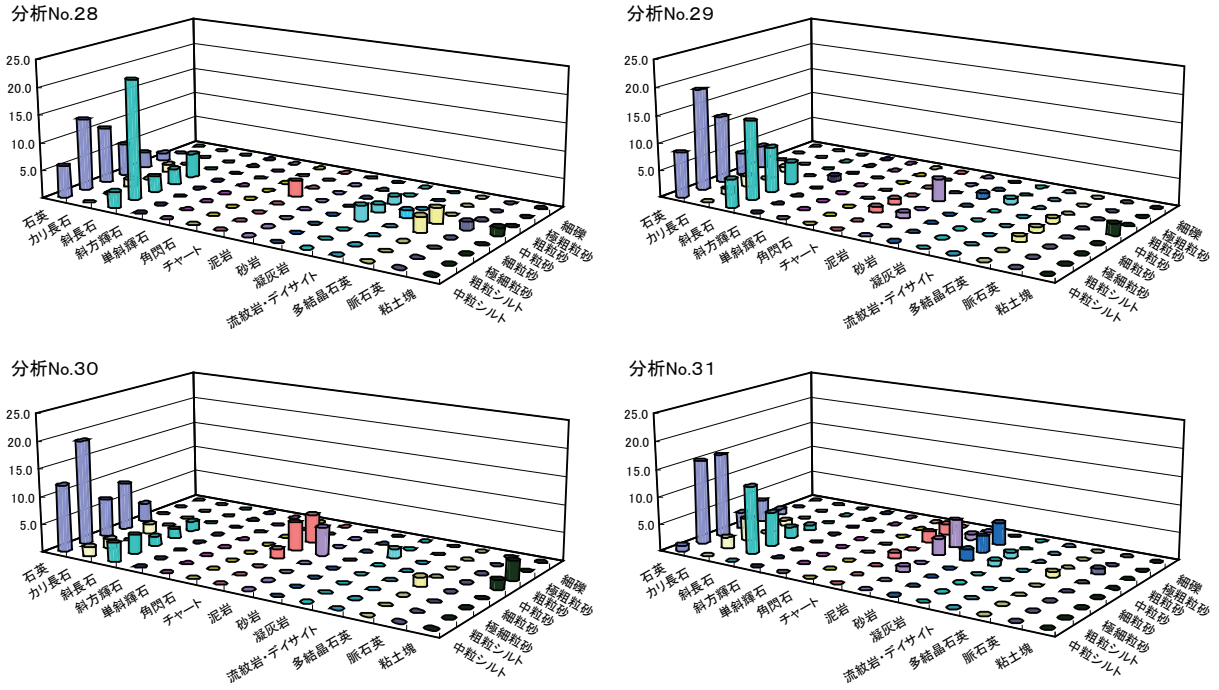 分析No.28
25.0
20.0
15.0
10.0
5.0
石英
カリ長石
斜長石
斜方輝石
単斜輝石
角閃石
チャート
泥岩
砂岩
凝灰岩
流紋岩・デイサイト
多結晶石英
脈石英
粘土塊
細礫
極粗粒砂
粗粒砂
中粒砂
細粒砂
極細粒砂
粗粒シルト
中粒シルト
分析No.29
25.0
20.0
15.0
10.0
5.0
石英
カリ長石
斜長石
斜方輝石
単斜輝石
角閃石
チャート
泥岩
砂岩
凝灰岩
流紋岩・デイサイト
多結晶石英
脈石英
粘土塊
細礫
極粗粒砂
粗粒砂
中粒砂
細粒砂
極細粒砂
粗粒シルト
中粒シルト
分析No.30
25.0
20.0
15.0
10.0
5.0
石英
カリ長石
斜長石
斜方輝石
単斜輝石
角閃石
チャート
泥岩
砂岩
凝灰岩
流紋岩・デイサイト
多結晶石英
脈石英
粘土塊
細礫
極粗粒砂
粗粒砂
中粒砂
細粒砂
極細粒砂
粗粒シルト
中粒シルト
分析No.31
25.0
20.0
15.0
10.0
5.0
石英
カリ長石
斜長石
斜方輝石
単斜輝石
角閃石
チャート
泥岩
砂岩
凝灰岩
流紋岩・デイサイト
多結晶石英
脈石英
粘土塊
細礫
極粗粒砂
粗粒砂
中粒砂
細粒砂
極細粒砂
粗粒シルト
中粒シルト